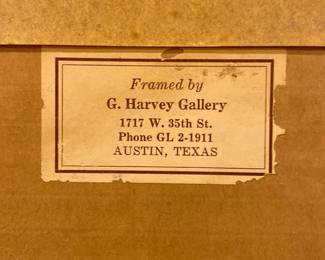 Framed by
G. Harvey Gallery
1717 W. 35th St.
Phone GL 2-1911
AUSTIN, TEXAS